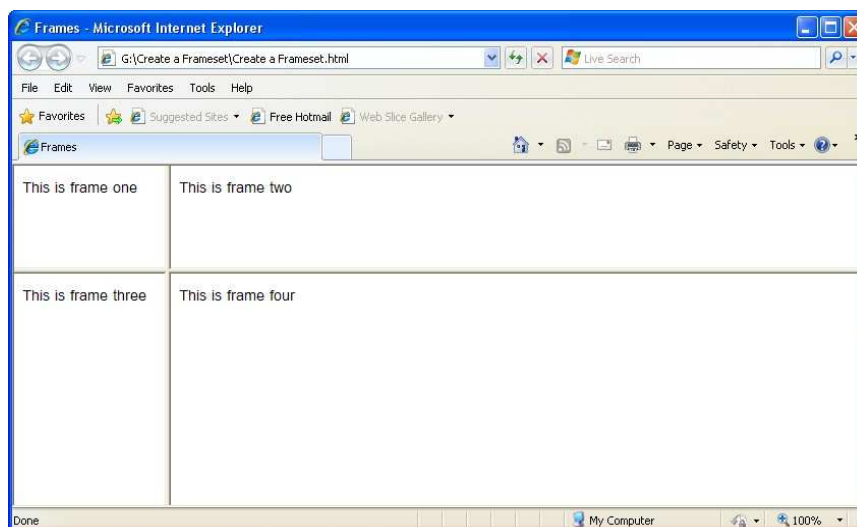 Frames - Microsoft Internet Explorer
G:\Create a Frameset\Create a Frameset.html
Live Search
File Edit View Favorites Tools Help
Favorites Suggested Sites Free Hotmail Web Slice Gallery
Frames Page Safety Tools
This is frame one This is frame two
This is frame three This is frame four
Done My Computer 100%